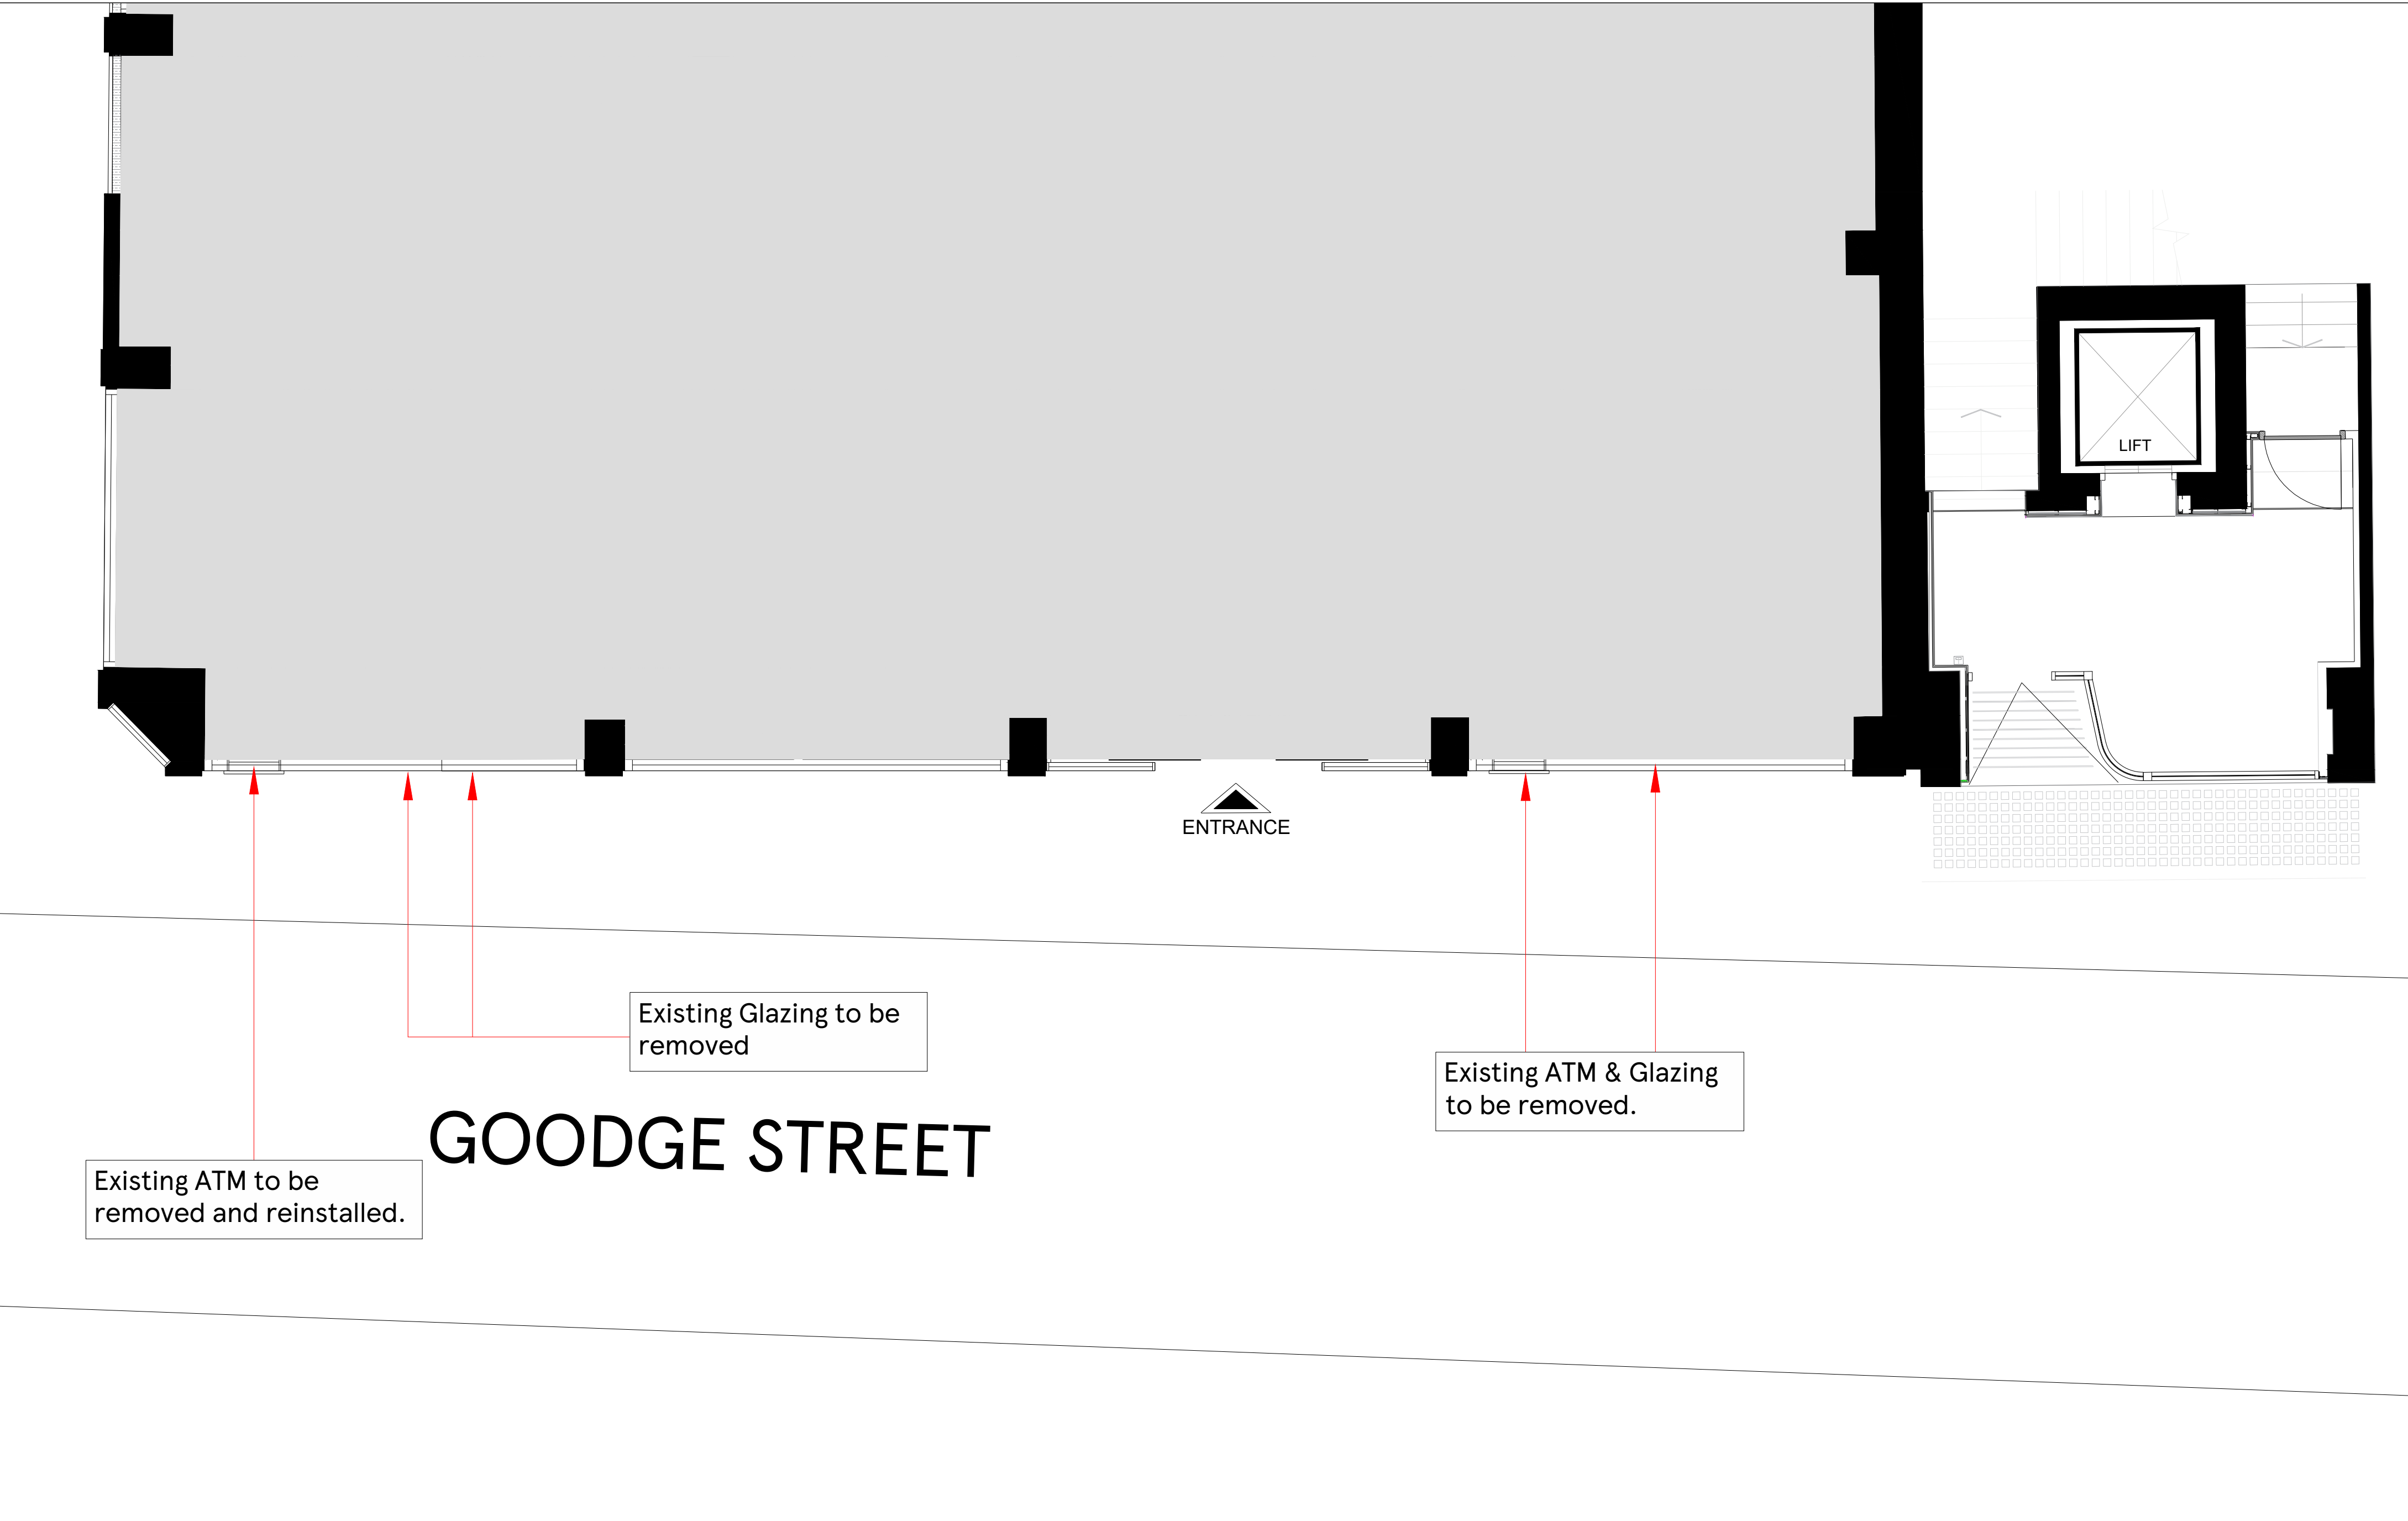 LIFT
ENTRANCE
Existing Glazing to be
removed
Existing ATM & Glazing
to be removed.
GOODGE STREET
Existing ATM to be
removed and reinstalled.